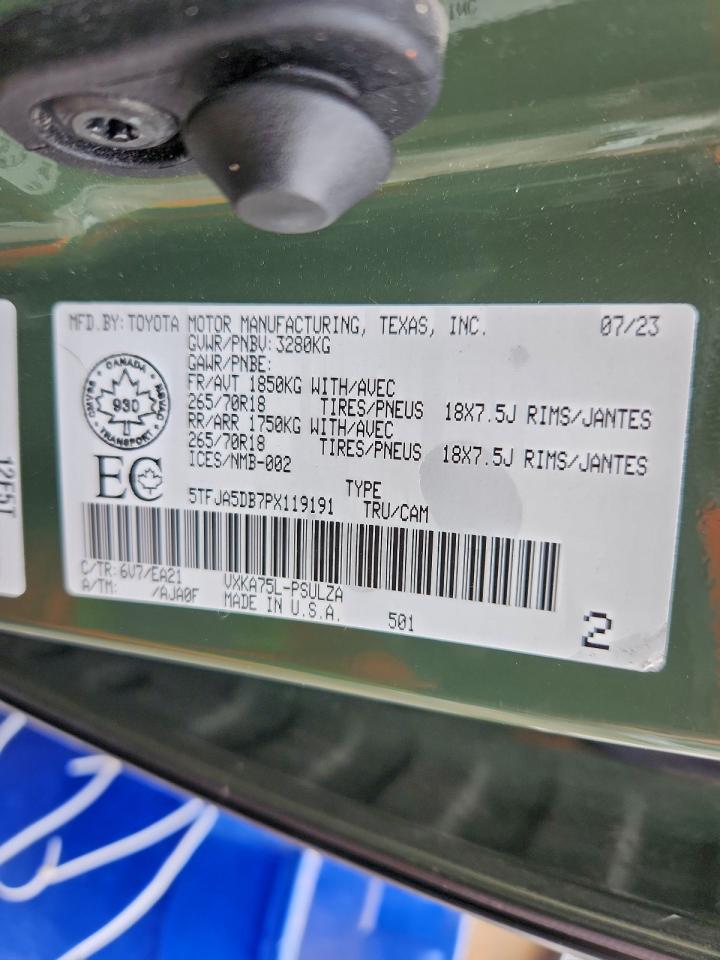 INC
MFD.BY: TOYOTA MOTOR MANUFACTURING, TEXAS, INC. 07/23
GVWR/PNBV: 3280KG
GAWR/PNBE:
FR/AVT 1850KG WITH/AVEC
265/70R18 TIRES/PNEUS 18X7.5J RIMS/JANTES
RR/ARR 1750KG WITH/AVEC
265/70R18 TIRES/PNEUS 18X7.5J RIMS/JANTES
ICES/NMB-002
CANADA
CMVSS
NSVAC
930
TRANSPORT
EC
TYPE
5TFJA5DB7PX119191 TRU/CAM
C/TR: 6V7/EA21 VXKA75L-PSULZA
A/TM: /AJA0F MADE IN U.S.A. 501
2
12F5T